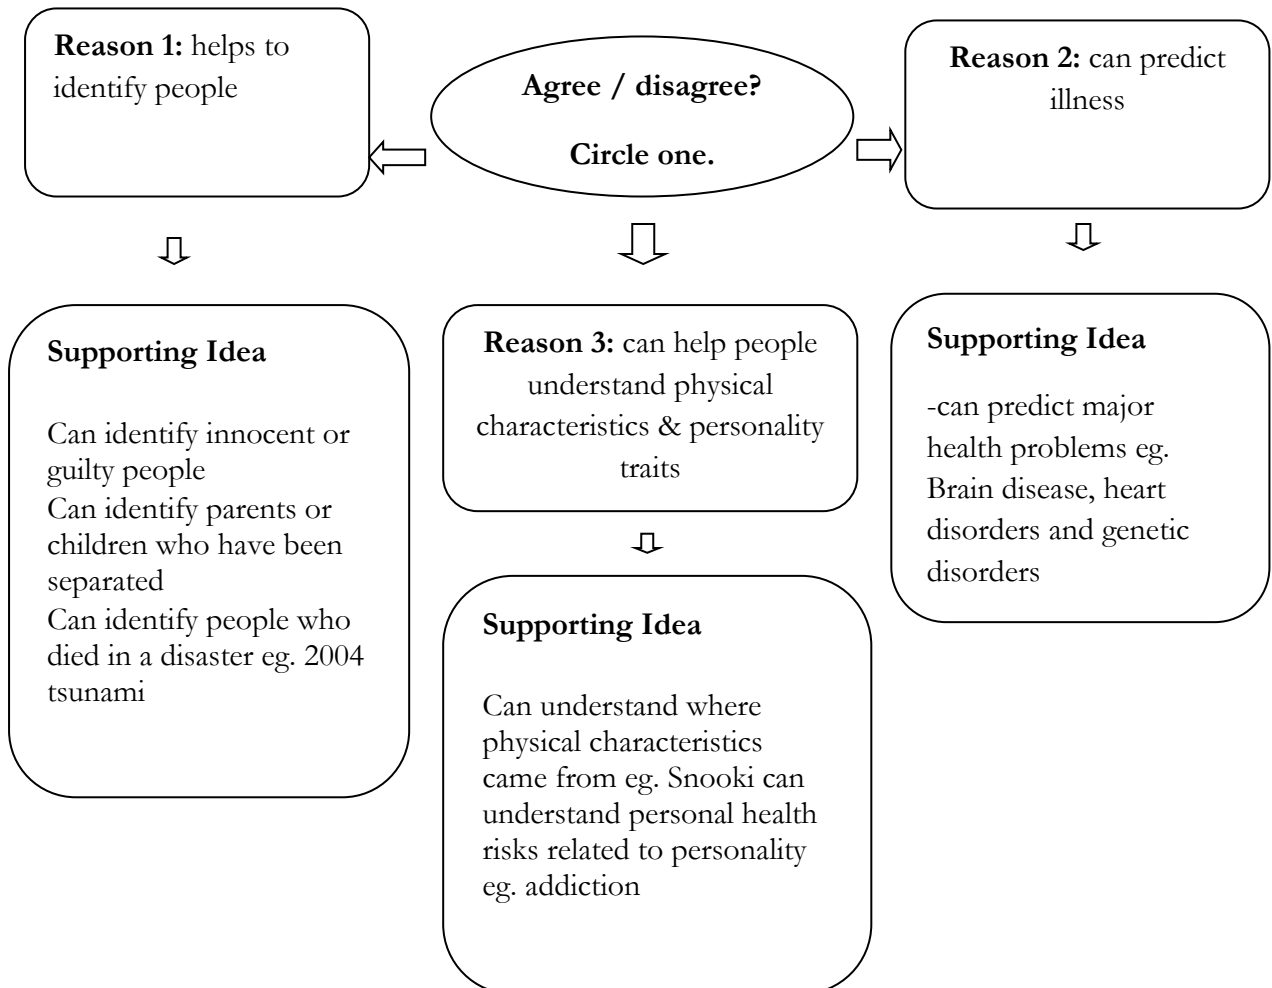 Reason 1: helps to
identify people
Agree / disagree?
Circle one.
Reason 2: can predict
illness
Supporting Idea
Can identify innocent or
guilty people
Can identify parents or
children who have been
separated
Can identify people who
died in a disaster eg. 2004
tsunami
Reason 3: can help people
understand physical
characteristics & personality
traits
Supporting Idea
Can understand where
physical characteristics
came from eg. Snooki can
understand personal health
risks related to personality
eg. addiction
Supporting Idea
-can predict major
health problems eg.
Brain disease, heart
disorders and genetic
disorders